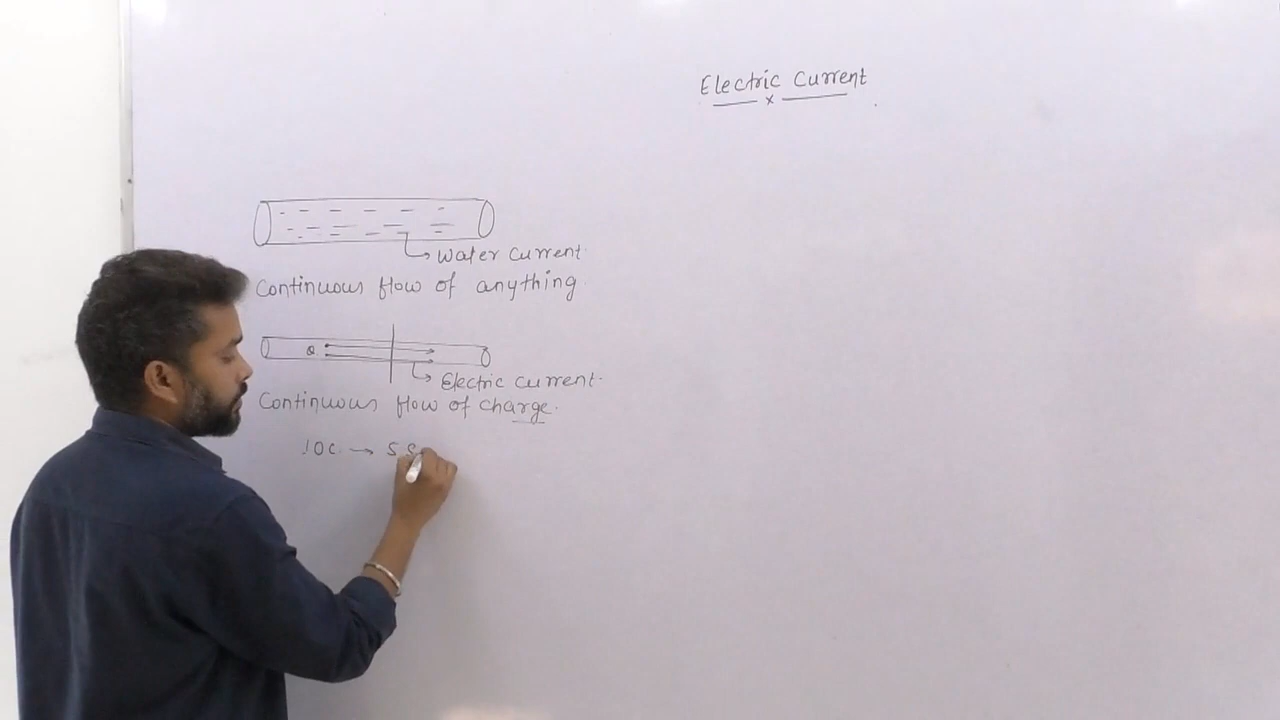 Electric Current
x
Water Current
Continuous flow of anything
Q
Electric Current.
Continuous flow of charge.
10C → 5